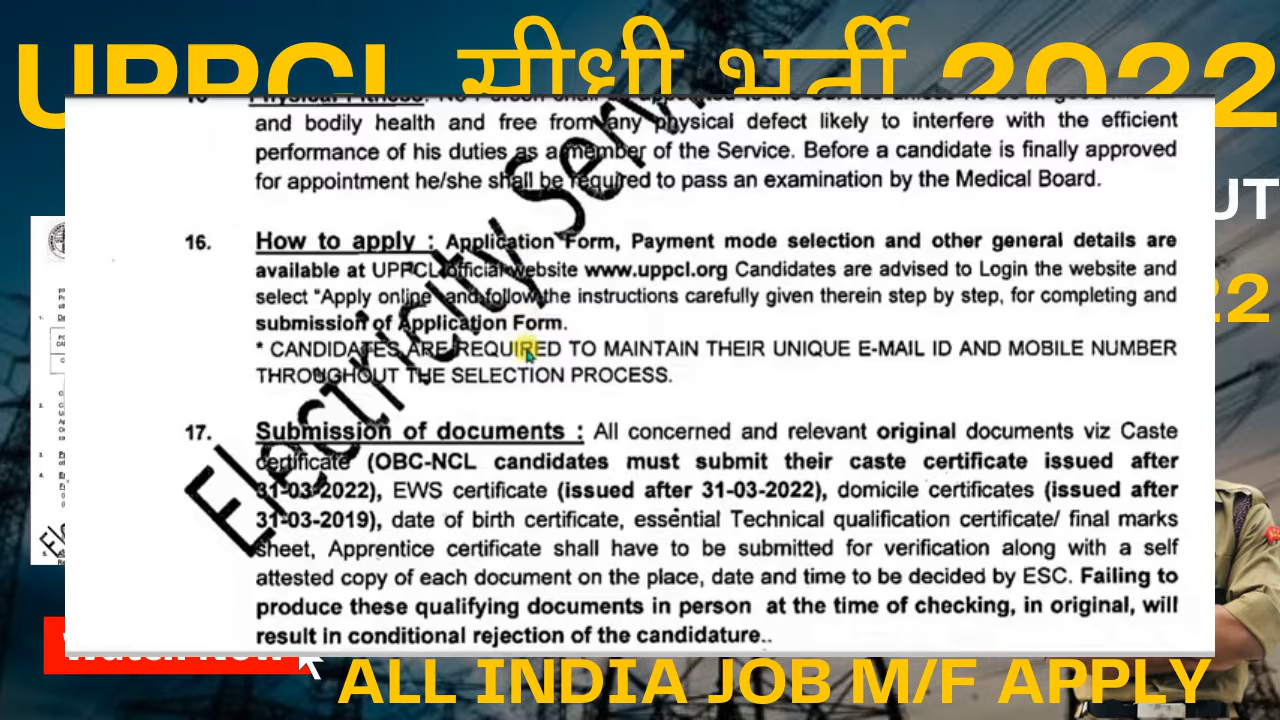 UPPCL सीधी भर्ती 2022
and bodily health and free from any physical defect likely to interfere with the efficient
performance of his duties as a member of the Service. Before a candidate is finally approved
for appointment he/she shall be required to pass an examination by the Medical Board.
16. How to apply : Application Form, Payment mode selection and other general details are
available at UPPCL official website www.uppcl.org Candidates are advised to Login the website and
select "Apply online and follow the instructions carefully given therein step by step, for completing and
submission of Application Form.
* CANDIDATES ARE REQUIRED TO MAINTAIN THEIR UNIQUE E-MAIL ID AND MOBILE NUMBER
THROUGHOUT THE SELECTION PROCESS.
17. Submission of documents : All concerned and relevant original documents viz Caste
certificate (OBC-NCL candidates must submit their caste certificate issued after
31-03-2022), EWS certificate (issued after 31-03-2022), domicile certificates (issued after
31-03-2019), date of birth certificate, essential Technical qualification certificate/ final marks
sheet, Apprentice certificate shall have to be submitted for verification along with a self
attested copy of each document on the place, date and time to be decided by ESC. Failing to
produce these qualifying documents in person at the time of checking, in original, will
result in conditional rejection of the candidature..
Electricity Serv
UT
22
ALL INDIA JOB M/F APPLY